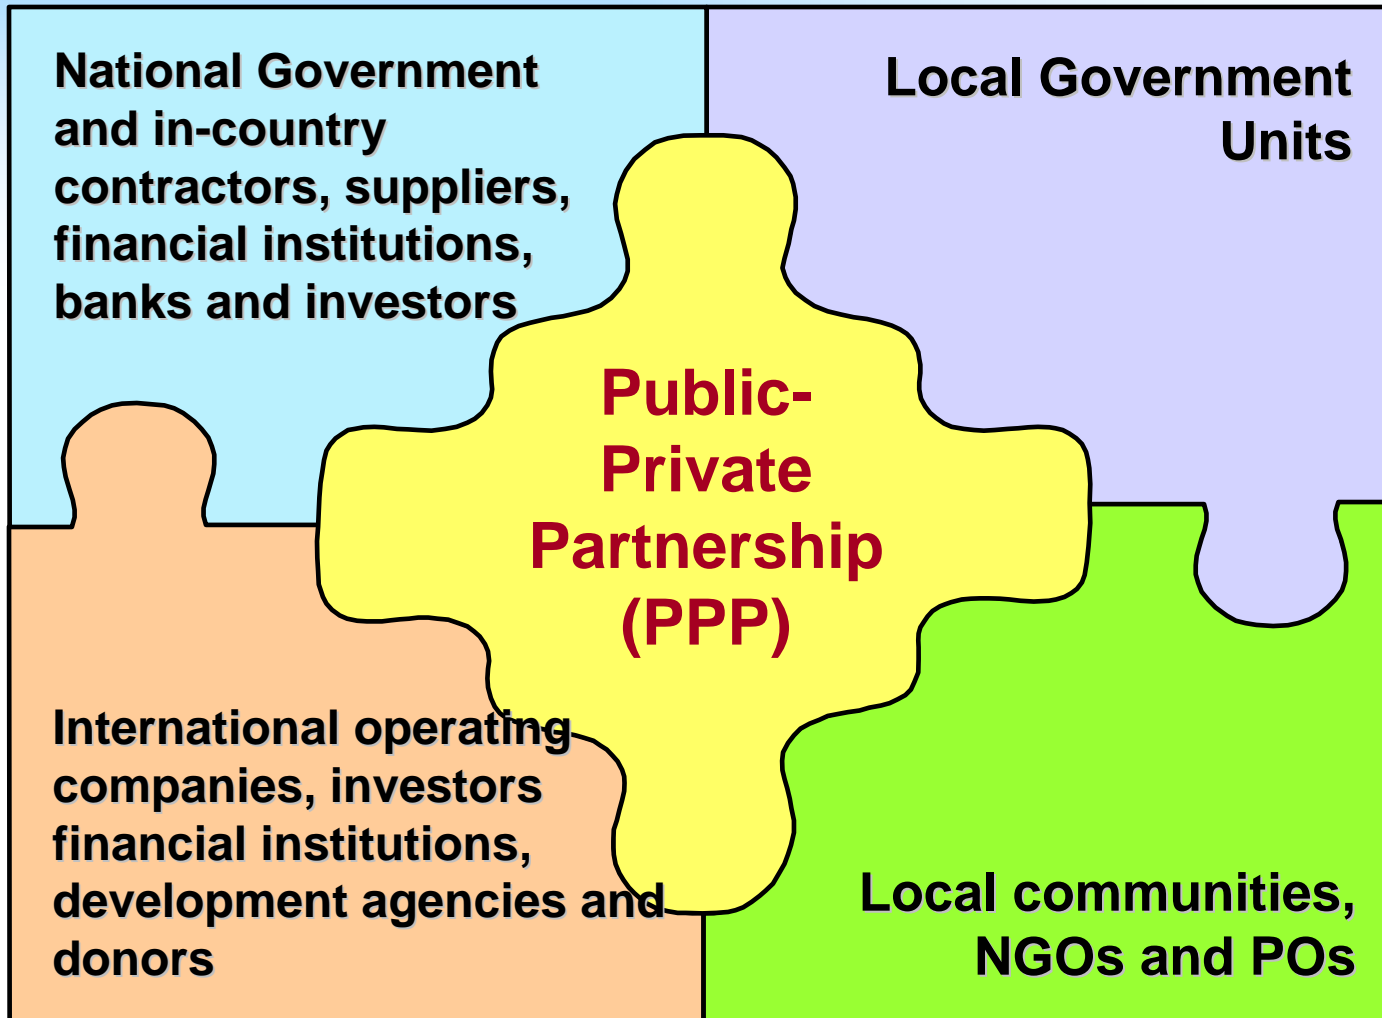 National Government
and in-country
contractors, suppliers,
financial institutions,
banks and investors
Local Government
Units
Public-
Private
Partnership
(PPP)
International operating
companies, investors
financial institutions,
development agencies and
donors
Local communities,
NGOs and POs